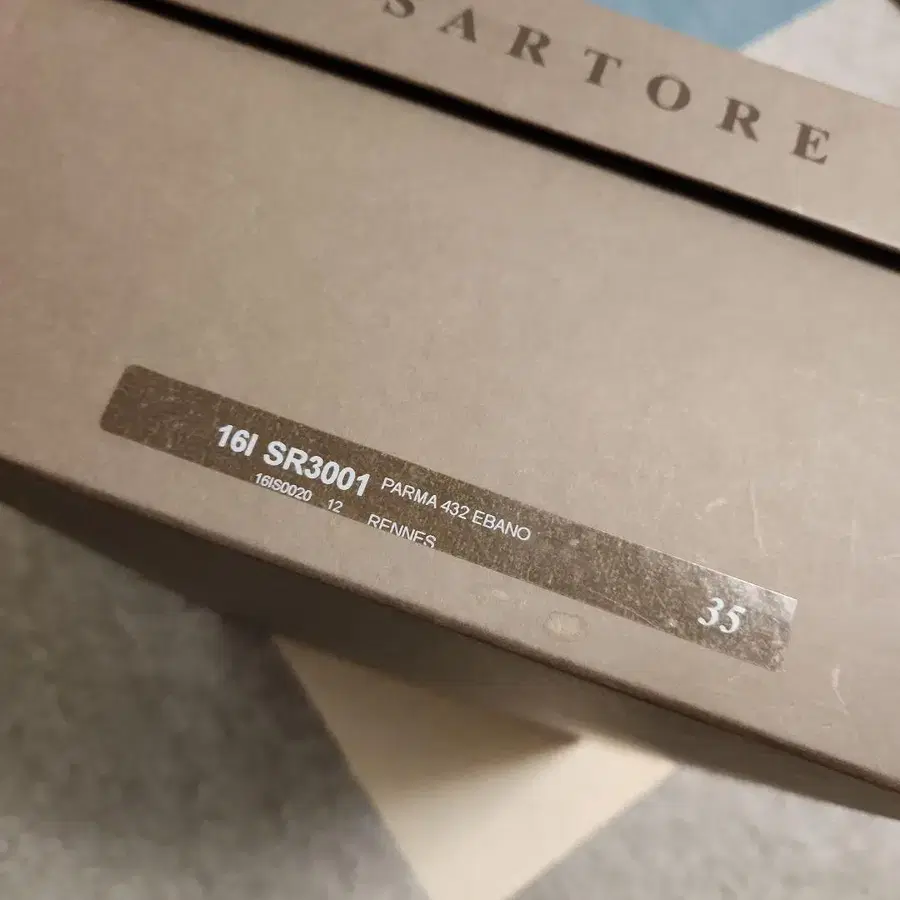 SARTORE
16I SR3001 PARMA 432 EBANO
16IS0020 12 RENNES
35